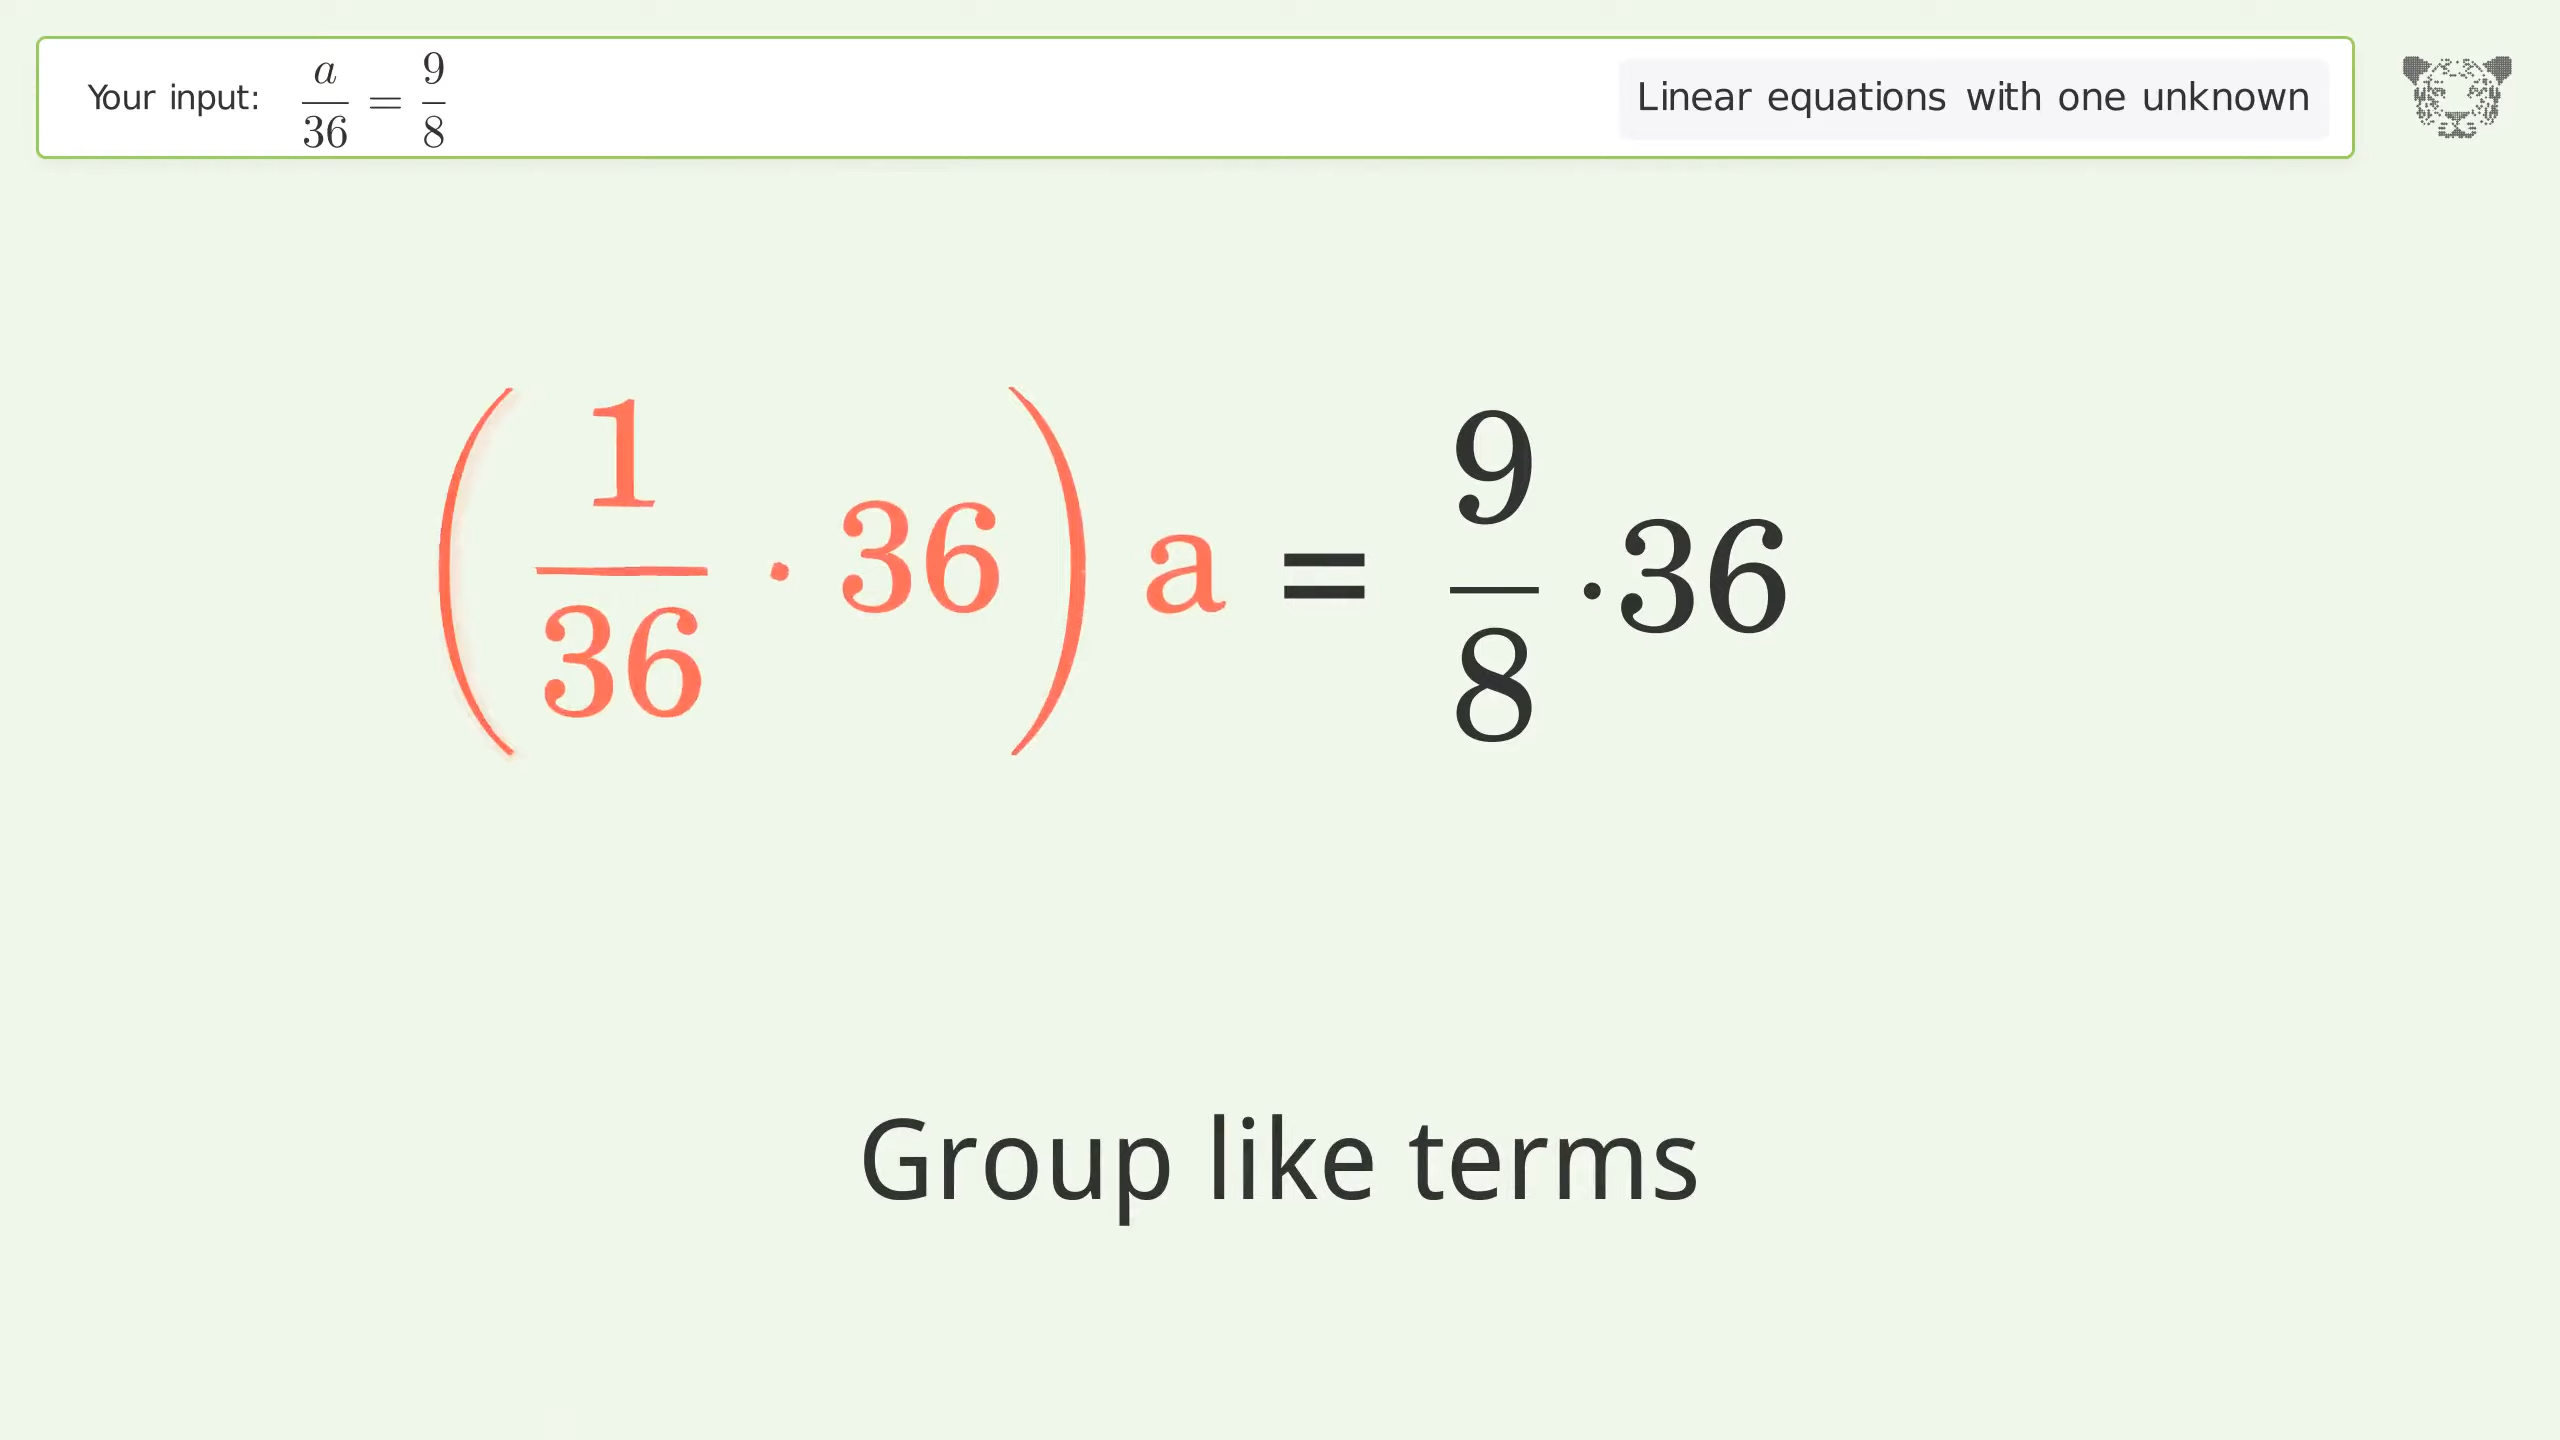 Your input: a/36 = 9/8
Linear equations with one unknown
(1/36 · 36) a = 9/8 · 36
Group like terms